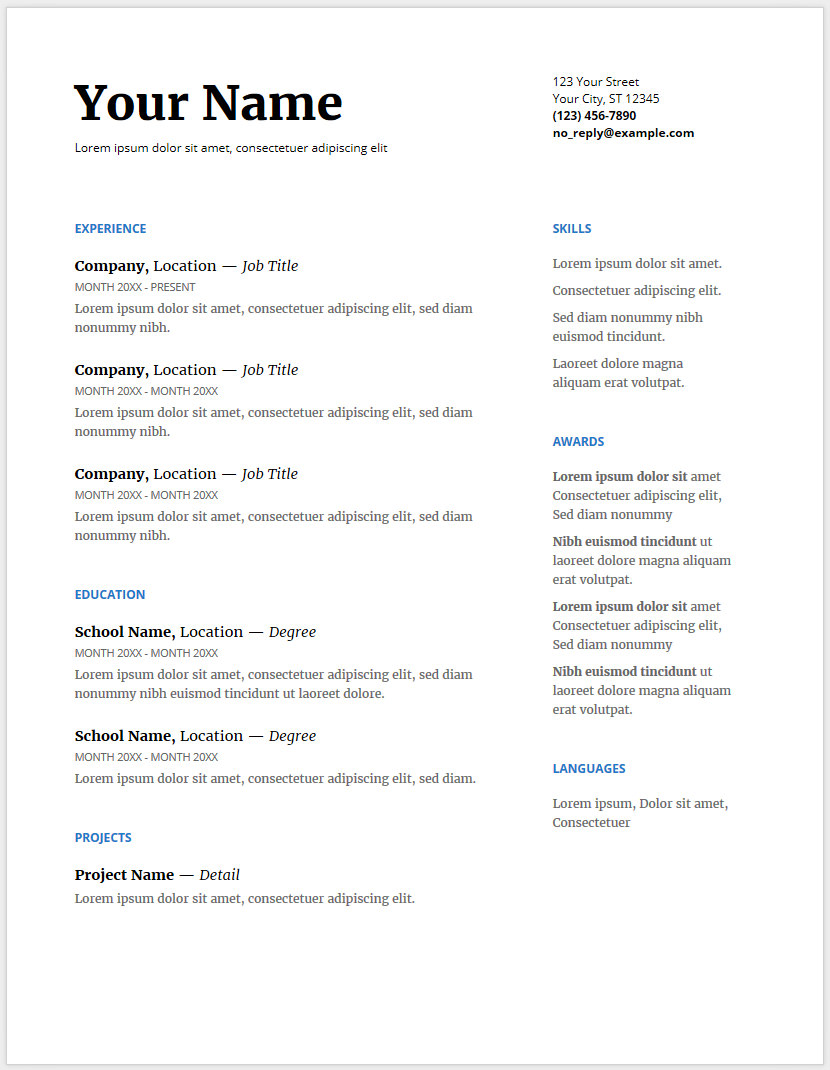 Your Name
Lorem ipsum dolor sit amet, consectetuer adipiscing elit
123 Your Street
Your City, ST 12345
(123) 456-7890
no_reply@example.com
EXPERIENCE
Company, Location — Job Title
MONTH 20XX - PRESENT
Lorem ipsum dolor sit amet, consectetuer adipiscing elit, sed diam
nonummy nibh.
Company, Location — Job Title
MONTH 20XX - MONTH 20XX
Lorem ipsum dolor sit amet, consectetuer adipiscing elit, sed diam
nonummy nibh.
Company, Location — Job Title
MONTH 20XX - MONTH 20XX
Lorem ipsum dolor sit amet, consectetuer adipiscing elit, sed diam
nonummy nibh.
EDUCATION
School Name, Location — Degree
MONTH 20XX - MONTH 20XX
Lorem ipsum dolor sit amet, consectetuer adipiscing elit, sed diam
nonummy nibh euismod tincidunt ut laoreet dolore.
School Name, Location — Degree
MONTH 20XX - MONTH 20XX
Lorem ipsum dolor sit amet, consectetuer adipiscing elit, sed diam.
PROJECTS
Project Name — Detail
Lorem ipsum dolor sit amet, consectetuer adipiscing elit.
SKILLS
Lorem ipsum dolor sit amet.
Consectetuer adipiscing elit.
Sed diam nonummy nibh
euismod tincidunt.
Laoreet dolore magna
aliquam erat volutpat.
AWARDS
Lorem ipsum dolor sit amet
Consectetuer adipiscing elit,
Sed diam nonummy
Nibh euismod tincidunt ut
laoreet dolore magna aliquam
erat volutpat.
Lorem ipsum dolor sit amet
Consectetuer adipiscing elit,
Sed diam nonummy
Nibh euismod tincidunt ut
laoreet dolore magna aliquam
erat volutpat.
LANGUAGES
Lorem ipsum, Dolor sit amet,
Consectetuer